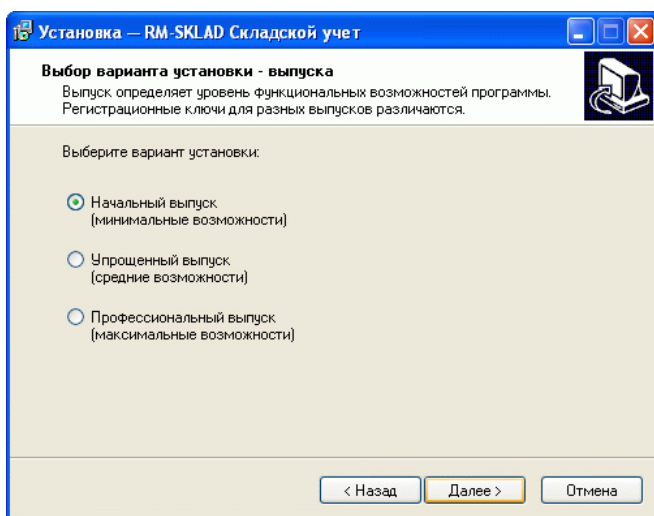 Установка — RM-SKLAD Складской учет
Выбор варианта установки - выпуска
Выпуск определяет уровень функциональных возможностей программы.
Регистрационные ключи для разных выпусков различаются.
Выберите вариант установки:
Начальный выпуск
(минимальные возможности)
Упрощенный выпуск
(средние возможности)
Профессиональный выпуск
(максимальные возможности)
< Назад Далее > Отмена